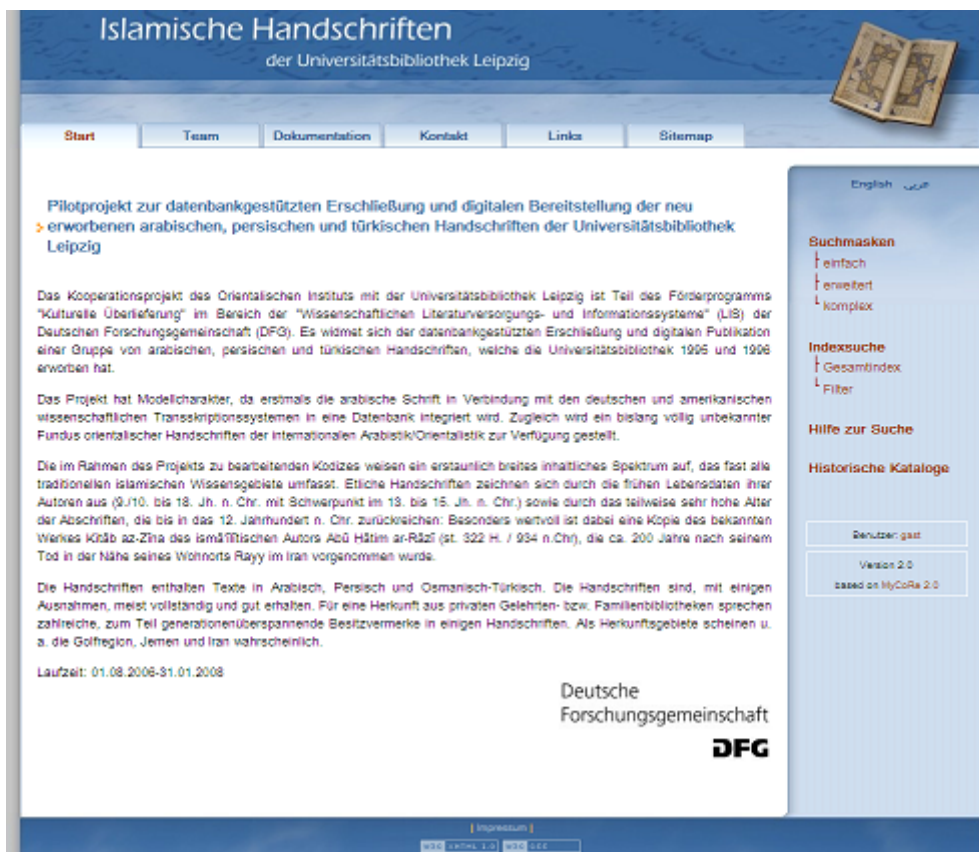 Islamische Handschriften
der Universitätsbibliothek Leipzig
Start Team Dokumentation Kontakt Links Sitemap
English عربى
Pilotprojekt zur datenbankgestützten Erschließung und digitalen Bereitstellung der neu
erworbenen arabischen, persischen und türkischen Handschriften der Universitätsbibliothek
Leipzig
Das Kooperationsprojekt des Orientalischen Instituts mit der Universitätsbibliothek Leipzig ist Teil des Förderprogramms
"Kulturelle Überlieferung" im Bereich der "Wissenschaftlichen Literaturversorgungs- und Informationssysteme" (LIS) der
Deutschen Forschungsgemeinschaft (DFG). Es widmet sich der datenbankgestützten Erschließung und digitalen Publikation
einer Gruppe von arabischen, persischen und türkischen Handschriften, welche die Universitätsbibliothek 1995 und 1996
erworben hat.
Das Projekt hat Modellcharakter, da erstmals die arabische Schrift in Verbindung mit den deutschen und amerikanischen
wissenschaftlichen Transskriptionssystemen in eine Datenbank integriert wird. Zugleich wird ein bislang völlig unbekannter
Fundus orientalischer Handschriften der internationalen Arabistik/Orientalistik zur Verfügung gestellt.
Die im Rahmen des Projekts zu bearbeitenden Kodizes weisen ein erstaunlich breites inhaltliches Spektrum auf, das fast alle
traditionellen islamischen Wissensgebiete umfasst. Etliche Handschriften zeichnen sich durch die frühen Lebensdaten ihrer
Autoren aus (9./10. bis 18. Jh. n. Chr. mit Schwerpunkt im 13. bis 15. Jh. n. Chr.) sowie durch das teilweise sehr hohe Alter
der Abschriften, die bis in das 12. Jahrhundert n. Chr. zurückreichen: Besonders wertvoll ist dabei eine Kopie des bekannten
Werkes Kitāb az-Zīna des ismāʿīlitischen Autors Abū Hātim ar-Rāzī (st. 322 H. / 934 n.Chr), die ca. 200 Jahre nach seinem
Tod in der Nähe seines Wohnorts Rayy im Iran vorgenommen wurde.
Die Handschriften enthalten Texte in Arabisch, Persisch und Osmanisch-Türkisch. Die Handschriften sind, mit einigen
Ausnahmen, meist vollständig und gut erhalten. Für eine Herkunft aus privaten Gelehrten- bzw. Familienbibliotheken sprechen
zahlreiche, zum Teil generationenüberspannende Besitzvermerke in einigen Handschriften. Als Herkunftsgebiete scheinen u.
a. die Golfregion, Jemen und Iran wahrscheinlich.
Laufzeit: 01.08.2006-31.01.2008
Deutsche
Forschungsgemeinschaft
DFG
Suchmasken
einfach
erweitert
komplex
Indexsuche
Gesamtindex
Filter
Hilfe zur Suche
Historische Kataloge
Benutzer: gast
Version 2.0
based on MyCoRe 2.0
| Impressum |
W3C XHTML 1.0 W3C CSS